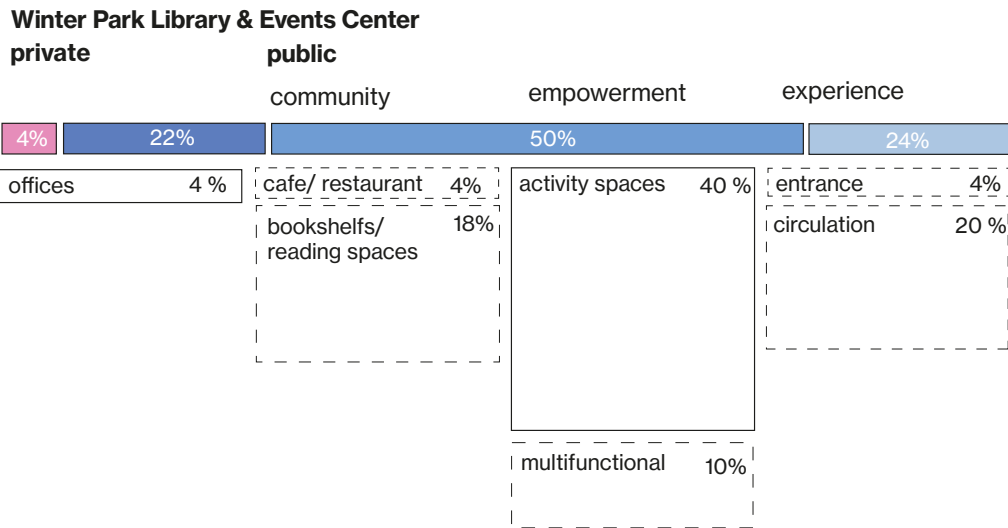 Winter Park Library & Events Center
private
public
community
empowerment
experience
4%
22%
50%
24%
offices 4 %
cafe/ restaurant 4%
bookshelfs/ 18%
reading spaces
activity spaces 40 %
multifunctional 10%
entrance 4%
circulation 20 %